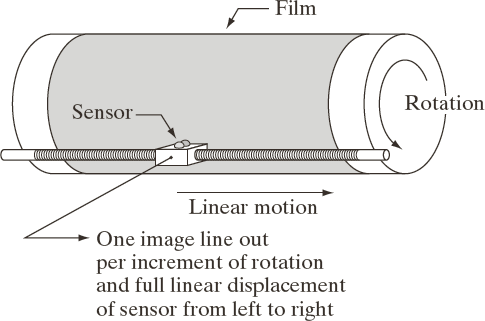 Film
Sensor
Rotation
Linear motion
One image line out
per increment of rotation
and full linear displacement
of sensor from left to right